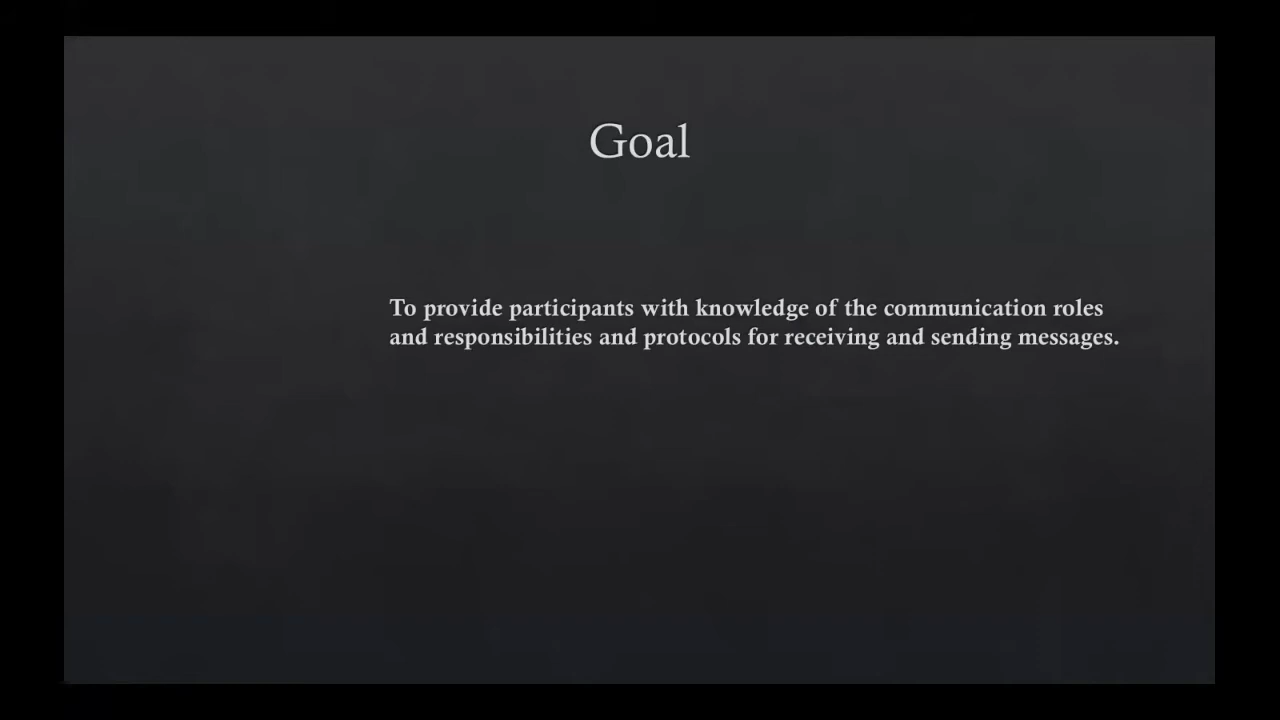 Goal
To provide participants with knowledge of the communication roles
and responsibilities and protocols for receiving and sending messages.